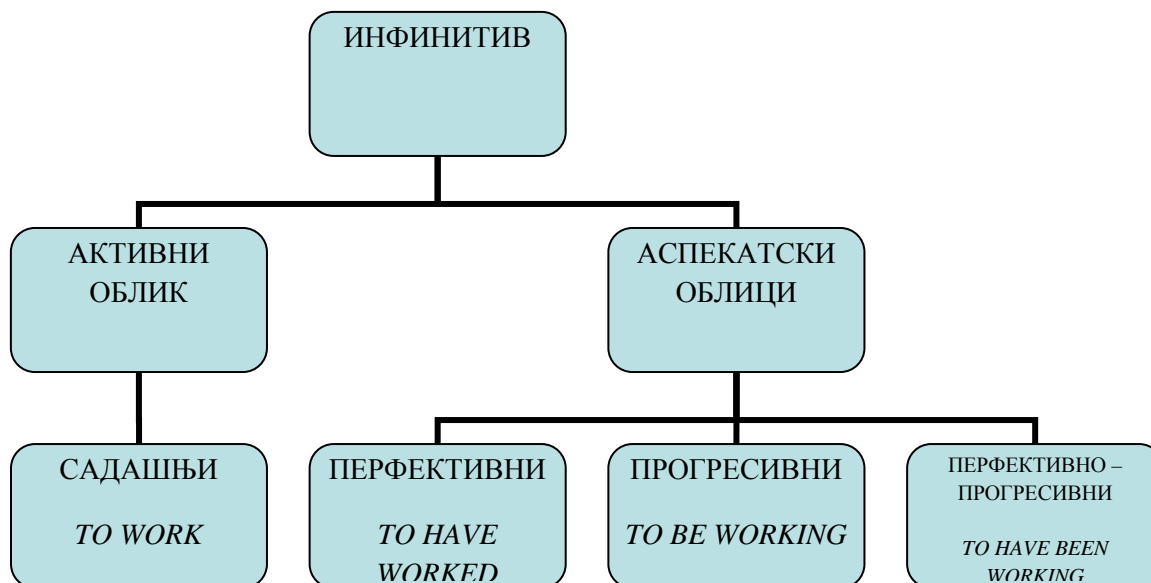 ИНФИНИТИВ
АКТИВНИ
ОБЛИК
АСПЕКАТСКИ
ОБЛИЦИ
САДАШЊИ
TO WORK
ПЕРФЕКТИВНИ
TO HAVE
WORKED
ПРОГРЕСИВНИ
TO BE WORKING
ПЕРФЕКТИВНО –
ПРОГРЕСИВНИ
TO HAVE BEEN
WORKING